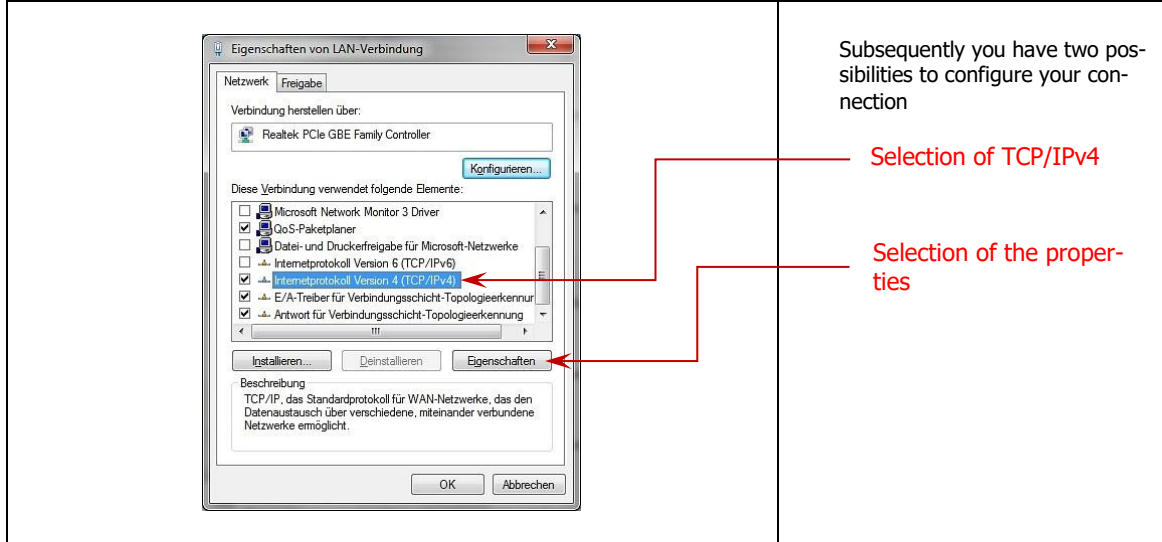 Eigenschaften von LAN-Verbindung
Netzwerk Freigabe
Verbindung herstellen über:
Realtek PCIe GBE Family Controller
Konfigurieren...
Diese Verbindung verwendet folgende Elemente:
Microsoft Network Monitor 3 Driver
QoS-Paketplaner
Datei- und Druckerfreigabe für Microsoft-Netzwerke
Internetprotokoll Version 6 (TCP/IPv6)
Internetprotokoll Version 4 (TCP/IPv4)
E/A-Treiber für Verbindungsschicht-Topologieerkennur
Antwort für Verbindungsschicht-Topologieerkennung
Installieren... Deinstallieren Eigenschaften
Beschreibung
TCP/IP, das Standardprotokoll für WAN-Netzwerke, das den
Datenaustausch über verschiedene, miteinander verbundene
Netzwerke ermöglicht.
OK Abbrechen
Subsequently you have two pos-
sibilities to configure your con-
nection
Selection of TCP/IPv4
Selection of the proper-
ties